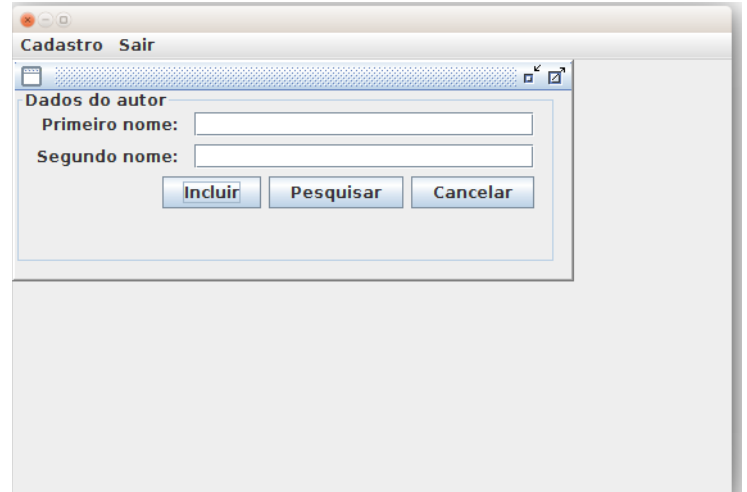 Cadastro Sair
Dados do autor
Primeiro nome:
Segundo nome:
Incluir Pesquisar Cancelar